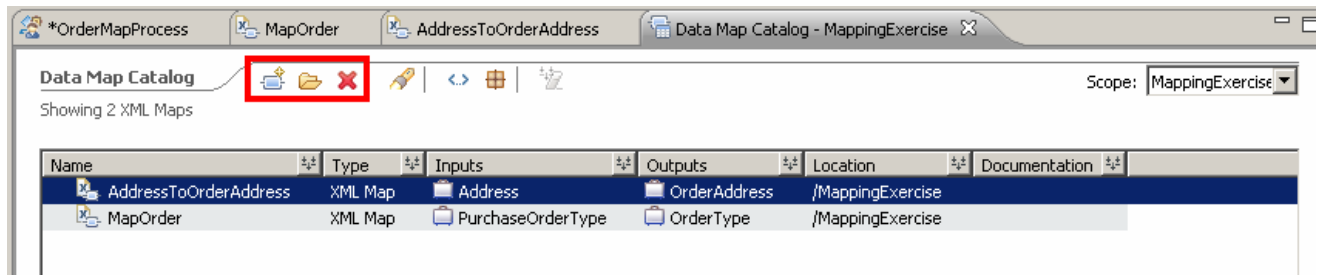 *OrderMapProcess MapOrder AddressToOrderAddress Data Map Catalog - MappingExercise
Data Map Catalog Scope: MappingExercise
Showing 2 XML Maps
Name Type Inputs Outputs Location Documentation
AddressToOrderAddress XML Map Address OrderAddress /MappingExercise
MapOrder XML Map PurchaseOrderType OrderType /MappingExercise